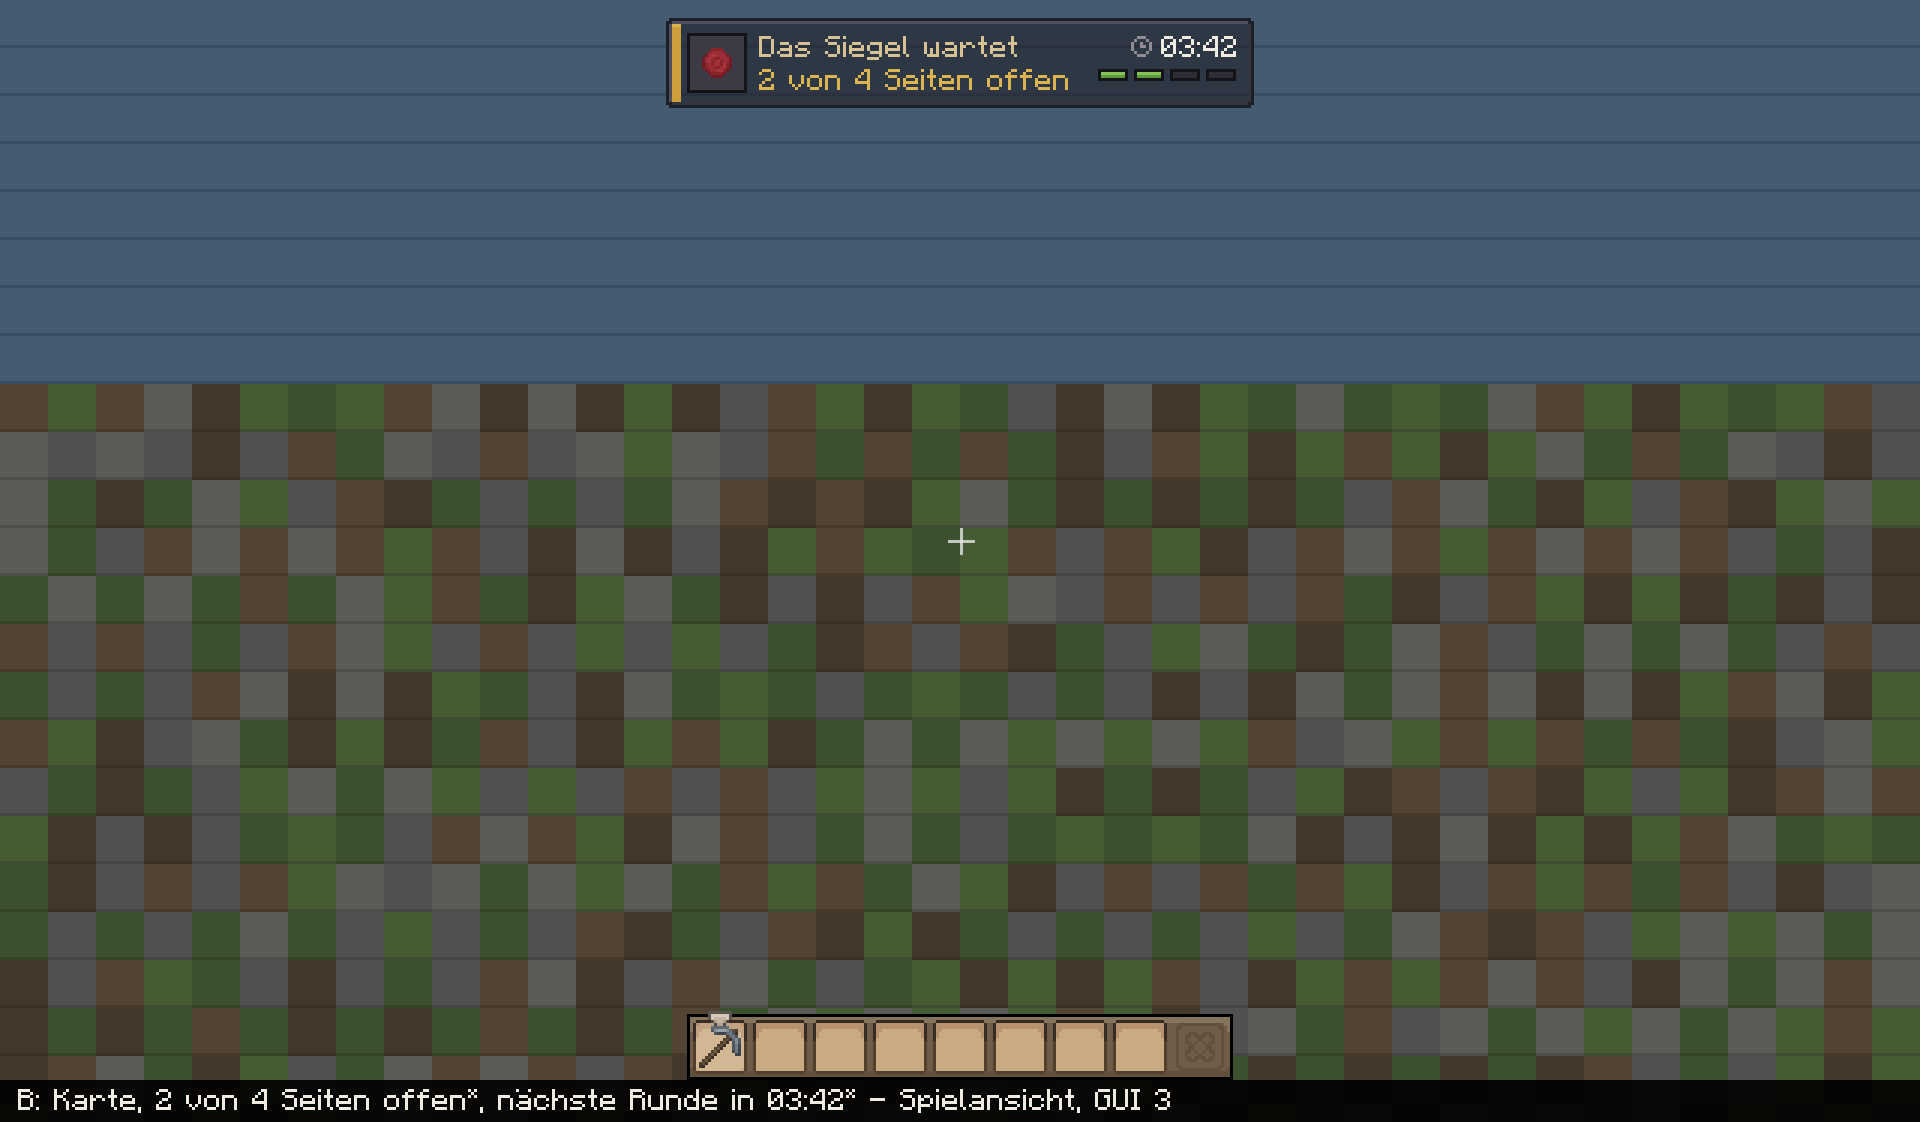 Das Siegel wartet
03:42
2 von 4 Seiten offen
B: Karte, 2 von 4 Seiten offen*, nächste Runde in 03:42* – Spielansicht, GUI 3